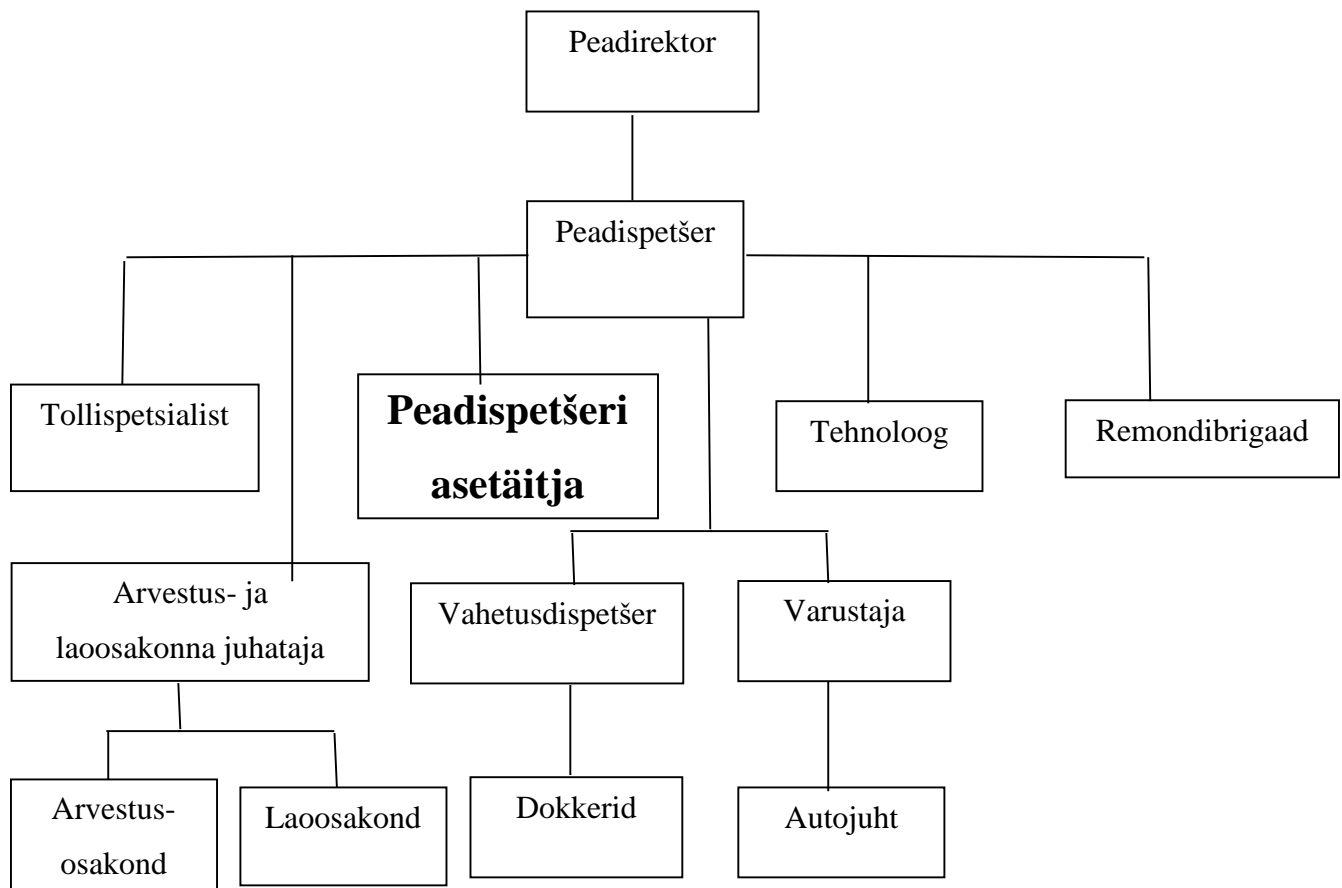 Peadirektor
Peadispetšer
Tollispetsialist
Peadispetšeri
asetäitja
Tehnoloog
Remondibrigaad
Arvestus- ja
laoosakonna juhataja
Vahetusdispetšer
Varustaja
Arvestus-
osakond
Laoosakond
Dokkerid
Autojuht